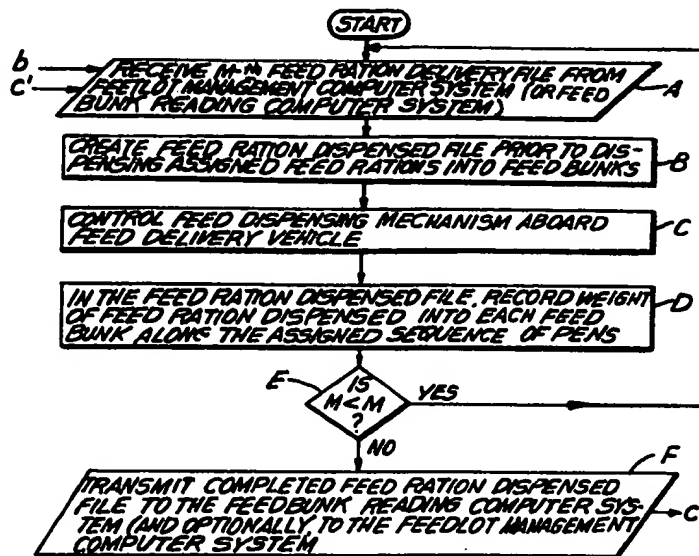 START
b
C'
RECEIVE M-TH FEED RATION DELIVERY FILE FROM
FEETLOT MANAGEMENT COMPUTER SYSTEM (OR FEED
BUNK READING COMPUTER SYSTEM)
A
CREATE FEED RATION DISPENSED FILE PRIOR TO DIS-
PENSING ASSIGNED FEED RATIONS INTO FEED BUNKS
B
CONTROL FEED DISPENSING MECHANISM ABOARD
FEED DELIVERY VEHICLE
C
IN THE FEED RATION DISPENSED FILE, RECORD WEIGHT
OF FEED RATION DISPENSED INTO EACH FEED
BUNK ALONG THE ASSIGNED SEQUENCE OF PENS
D
E
IS
M<M
?
YES
NO
F
TRANSMIT COMPLETED FEED RATION DISPENSED
FILE TO THE FEEDBUNK READING COMPUTER SYS-
TEM (AND OPTIONALLY, TO THE FEEDLOT MANAGEMENT
COMPUTER SYSTEM
C